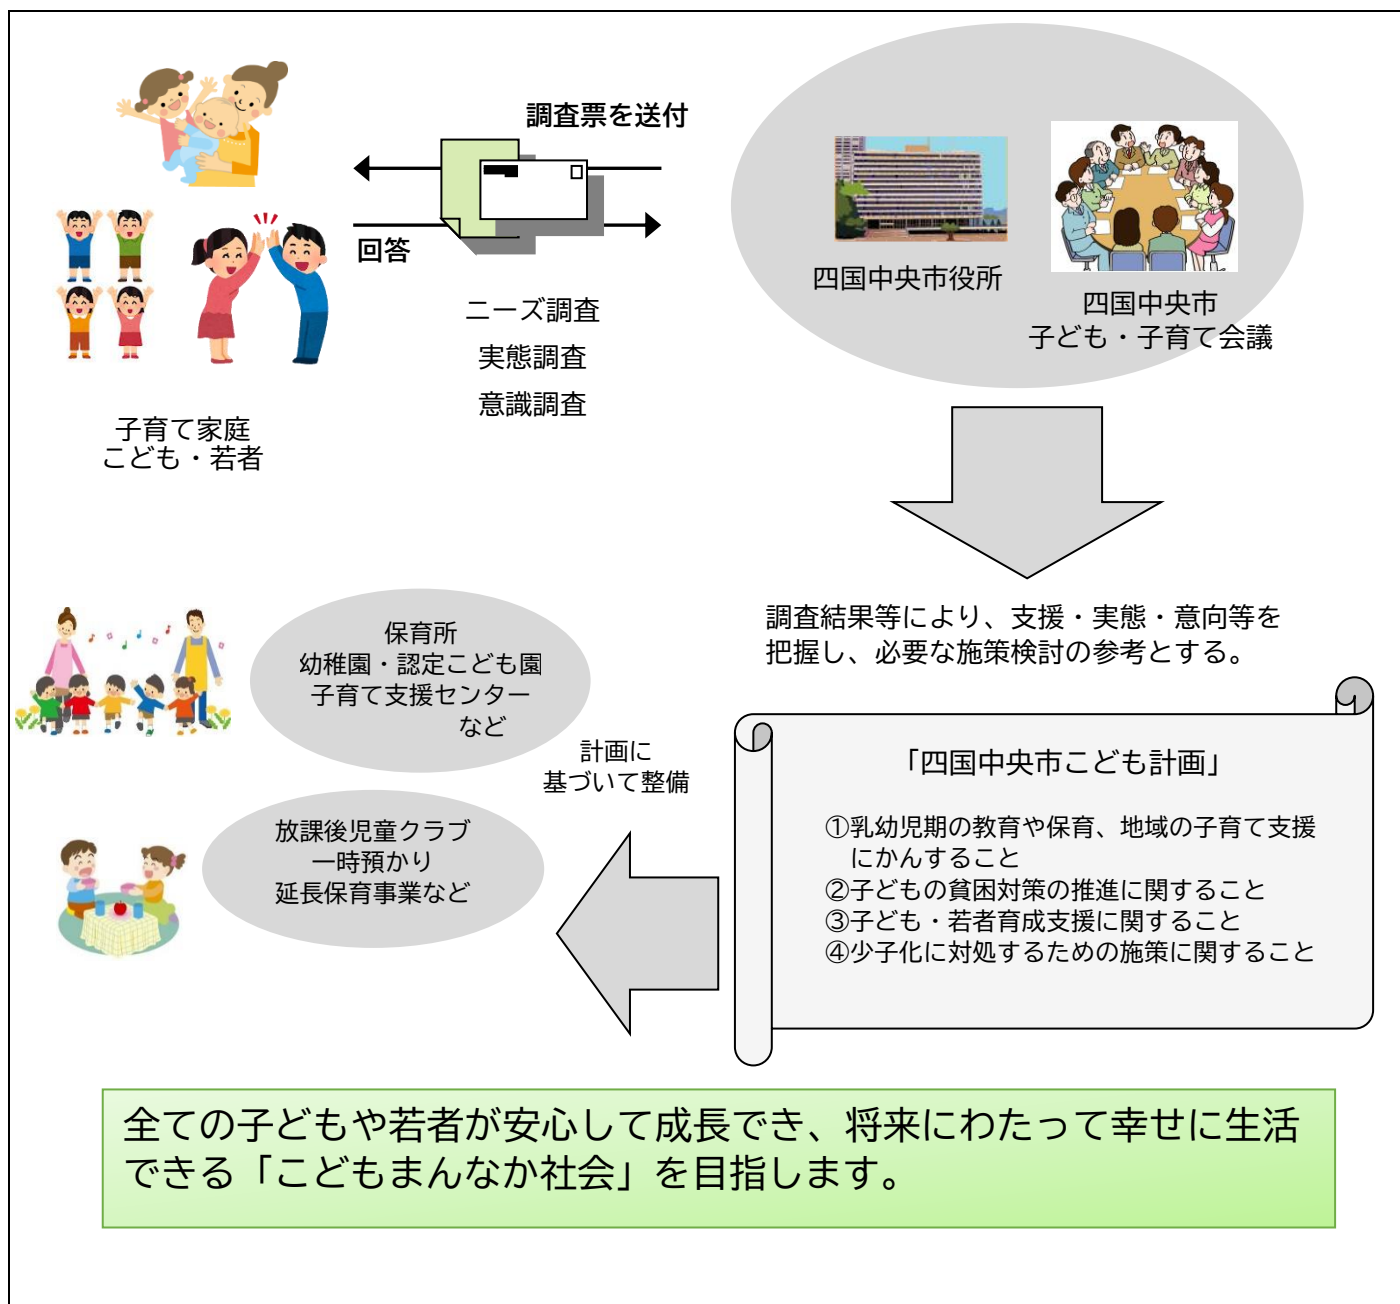 調査票を送付
回答
ニーズ調査
実態調査
意識調査
子育て家庭
こども・若者
四国中央市役所
四国中央市
子ども・子育て会議
調査結果等により、支援・実態・意向等を
把握し、必要な施策検討の参考とする。
「四国中央市こども計画」
①乳幼児期の教育や保育、地域の子育て支援
にかんすること
②子どもの貧困対策の推進に関すること
③子ども・若者育成支援に関すること
④少子化に対処するための施策に関すること
計画に
基づいて整備
保育所
幼稚園・認定こども園
子育て支援センター
など
放課後児童クラブ
一時預かり
延長保育事業など
全ての子どもや若者が安心して成長でき、将来にわたって幸せに生活
できる「こどもまんなか社会」を目指します。